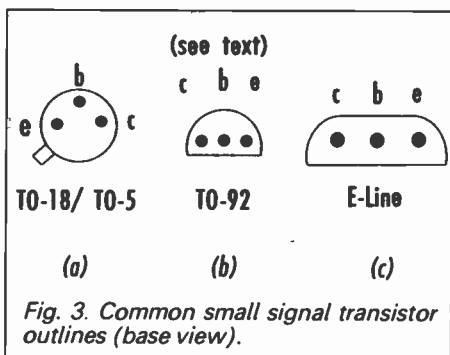 (see text)
b
c b e
c b e
e c
TO-18/ TO-5
TO-92
E-Line
(a) (b) (c)
Fig. 3. Common small signal transistor
outlines (base view).